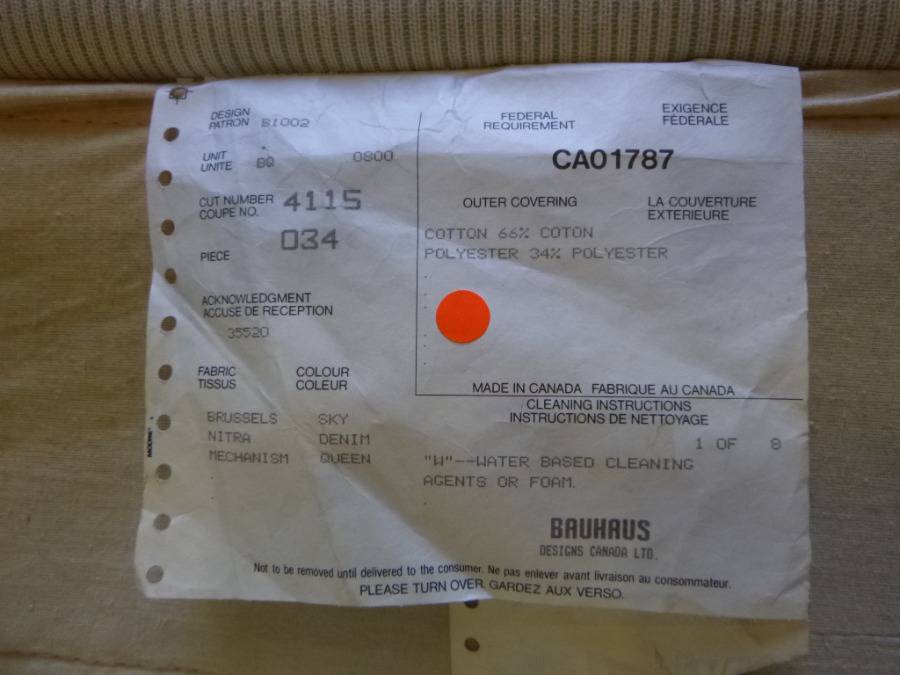 DESIGN
PATRON 81002
UNIT
UNITE 8Q 0800
CUT NUMBER
COUPE NO. 4115
034
PIECE
ACKNOWLEDGMENT
ACCUSE DE RECEPTION
35520
FABRIC
TISSUS
COLOUR
COULEUR
BRUSSELS SKY
NITRA DENIM
MECHANISM QUEEN
FEDERAL
REQUIREMENT
EXIGENCE
FÉDÉRALE
CA01787
OUTER COVERING
LA COUVERTURE
EXTERIEURE
COTTON 66% COTON
POLYESTER 34% POLYESTER
MADE IN CANADA FABRIQUE AU CANADA
CLEANING INSTRUCTIONS
INSTRUCTIONS DE NETTOYAGE
1 OF 8
"W"--WATER BASED CLEANING
AGENTS OR FOAM.
BAUHAUS
DESIGNS CANADA LTD.
Not to be removed until delivered to the consumer. Ne pas enlever avant livraison au consommateur.
PLEASE TURN OVER. GARDEZ AUX VERSO.